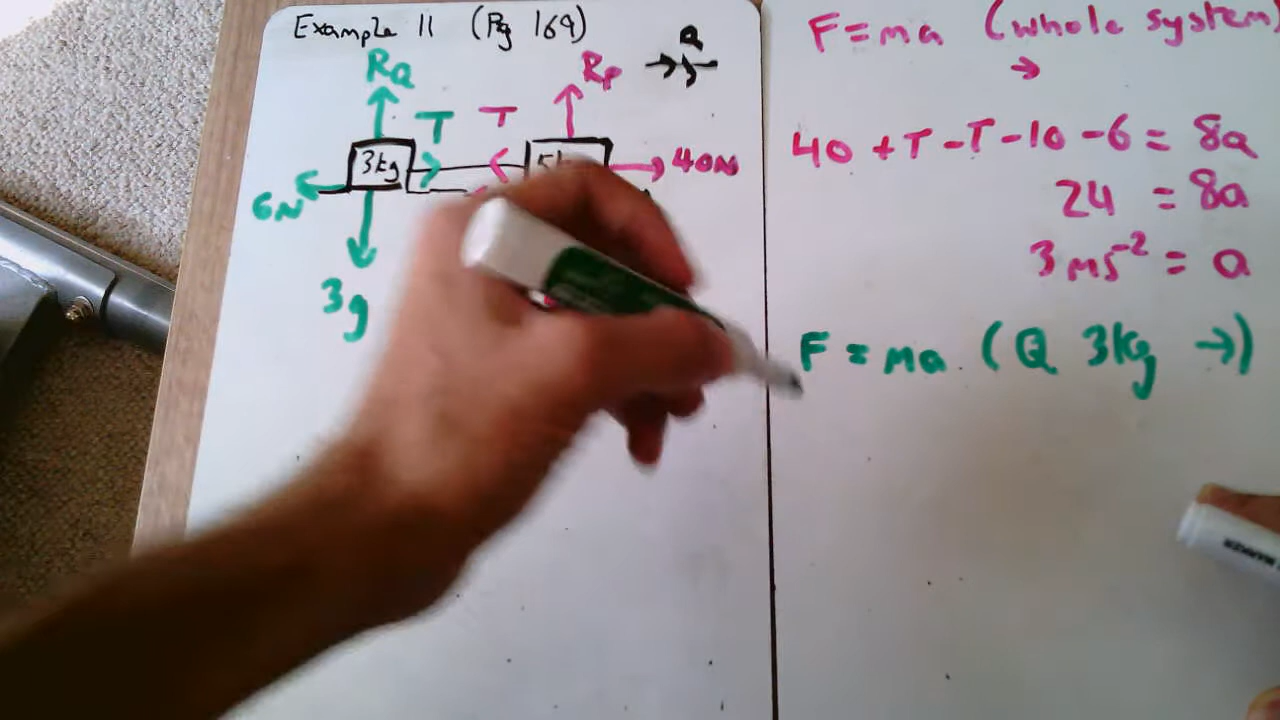 Example 11 (Pg 169)
a
RQ
RP
T T
3kg
40N
6N
3g
F=ma (whole system)
→
40 +T -T -10 -6 = 8a
24 = 8a
3ms⁻² = a
F = ma (Q 3kg →)